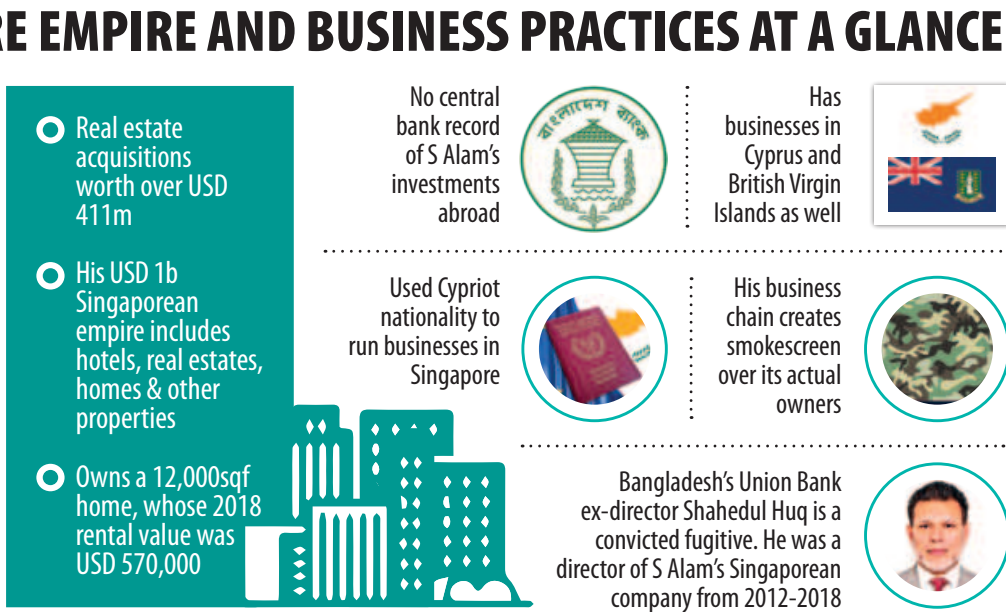 RE EMPIRE AND BUSINESS PRACTICES AT A GLANCE
Real estate
acquisitions
worth over USD
411m
His USD 1b
Singaporean
empire includes
hotels, real estates,
homes & other
properties
Owns a 12,000sqf
home, whose 2018
rental value was
USD 570,000
No central
bank record
of S Alam's
investments
abroad
বাংলাদেশ ব্যাংক
Has
businesses in
Cyprus and
British Virgin
Islands as well
Used Cypriot
nationality to
run businesses in
Singapore
His business
chain creates
smokescreen
over its actual
owners
Bangladesh's Union Bank
ex-director Shahedul Huq is a
convicted fugitive. He was a
director of S Alam's Singaporean
company from 2012-2018